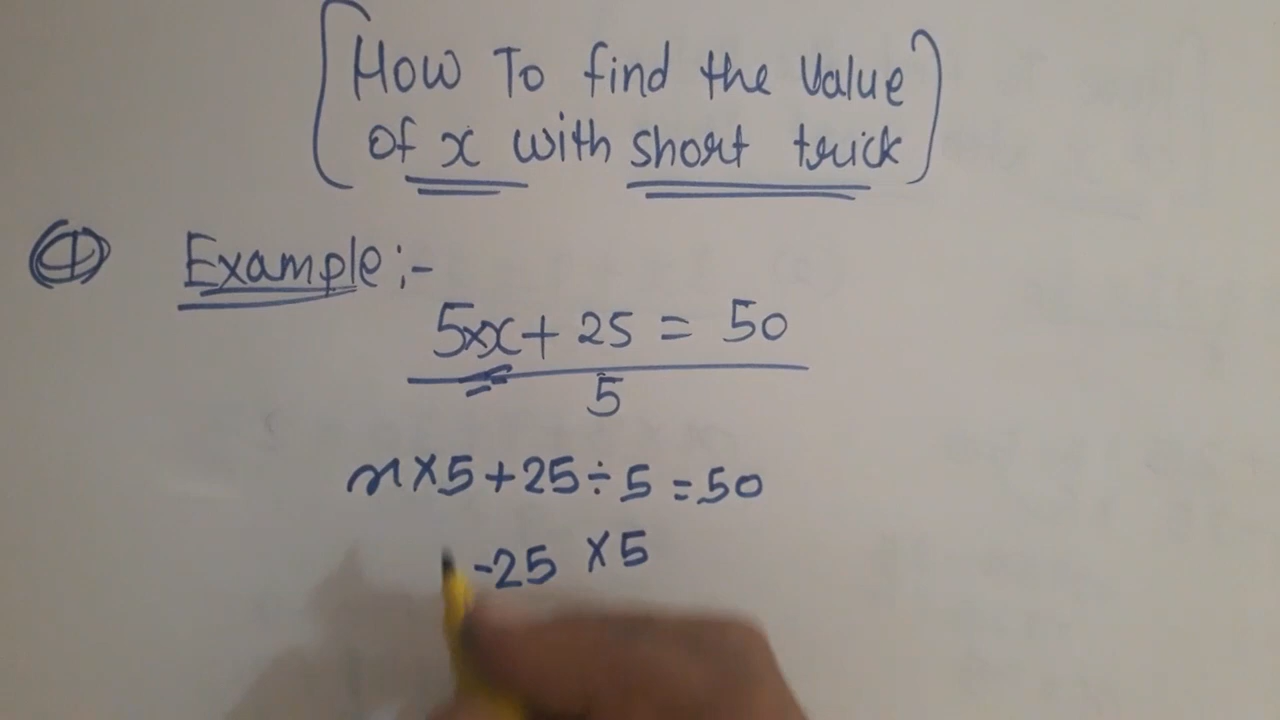 How To find the Value
of x with short trick
① Example:-
5xx + 25 = 50
5
x×5+25÷5=50
-25 ×5